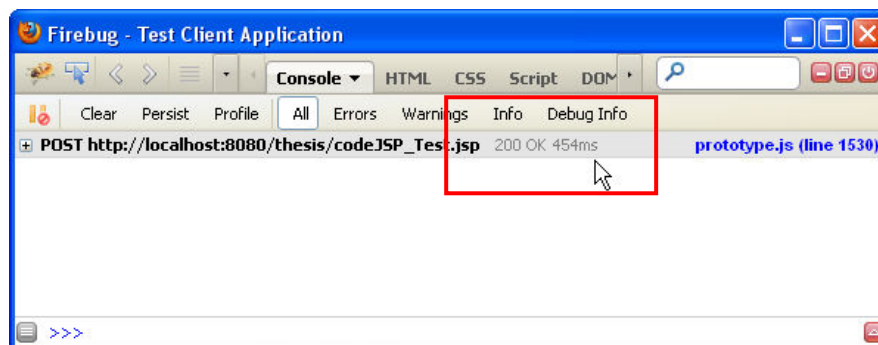 Firebug - Test Client Application
Console HTML CSS Script DOM
Clear Persist Profile All Errors Warnings Info Debug Info
POST http://localhost:8080/thesis/codeJSP_Test.jsp 200 OK 454ms prototype.js (line 1530)
>>>